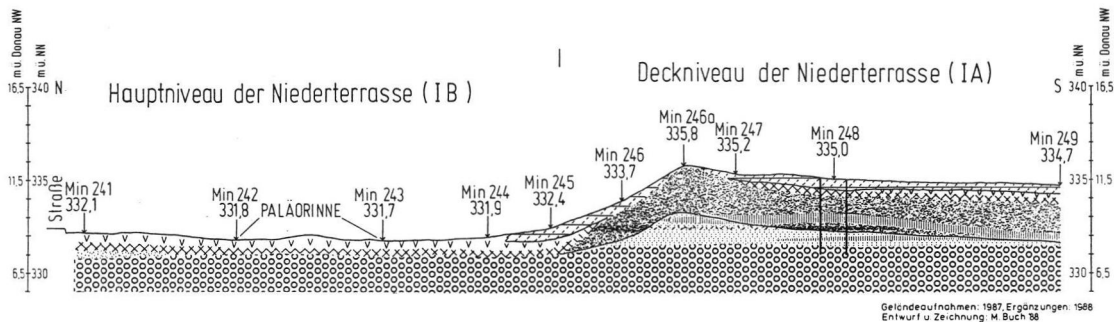 Hauptniveau der Niederterrasse (IB)
Deckniveau der Niederterrasse (IA)
m ü. Donau NW
m ü. NN
16,5 340 N
11,5 335
6,5 330
Straße
Min 241
332,1
Min 242
331,8
PALÄORINNE
Min 243
331,7
Min 244
331,9
Min 245
332,4
Min 246
333,7
Min 246a
335,8
Min 247
335,2
Min 248
335,0
Min 249
334,7
m ü. NN
m ü. Donau NW
S 340 16,5
335 11,5
330 6,5
Geländeaufnahmen: 1987, Ergänzungen: 1988
Entwurf u. Zeichnung: M. Buch '88